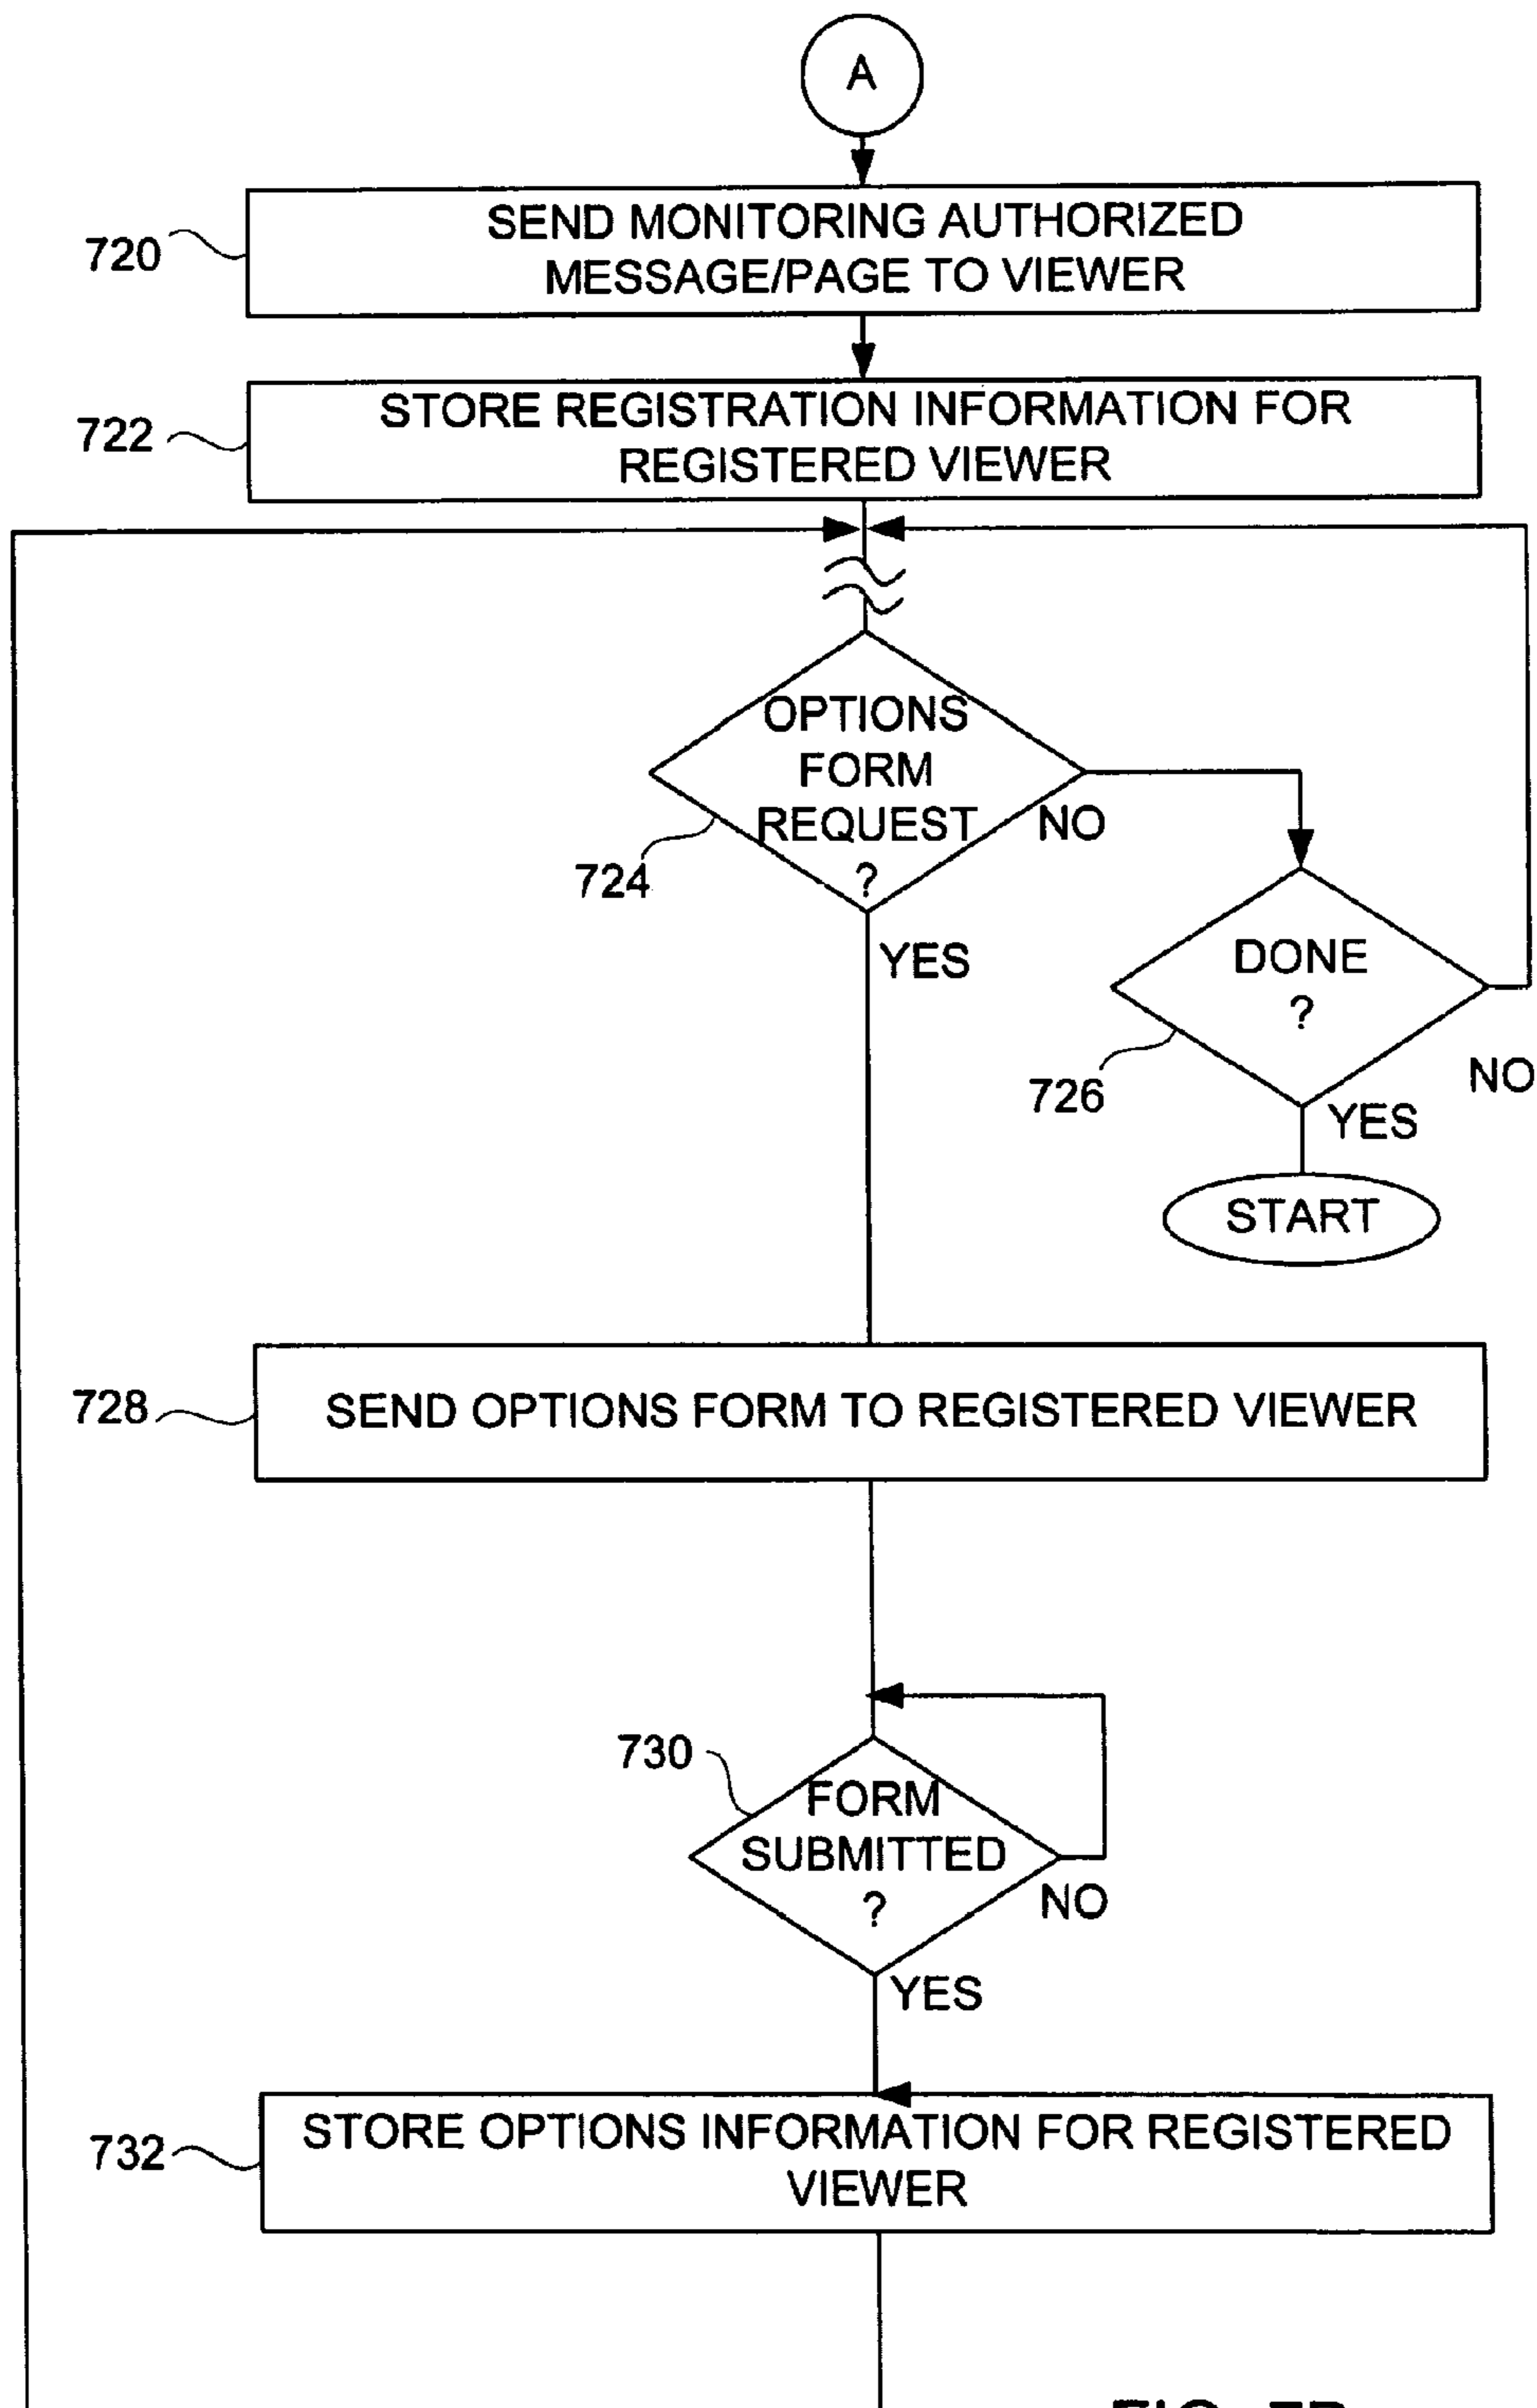 A
720
SEND MONITORING AUTHORIZED
MESSAGE/PAGE TO VIEWER
722
STORE REGISTRATION INFORMATION FOR
REGISTERED VIEWER
OPTIONS
FORM
REQUEST
?
724
NO
YES
DONE
?
726
NO
YES
START
728
SEND OPTIONS FORM TO REGISTERED VIEWER
730
FORM
SUBMITTED
?
NO
YES
732
STORE OPTIONS INFORMATION FOR REGISTERED
VIEWER